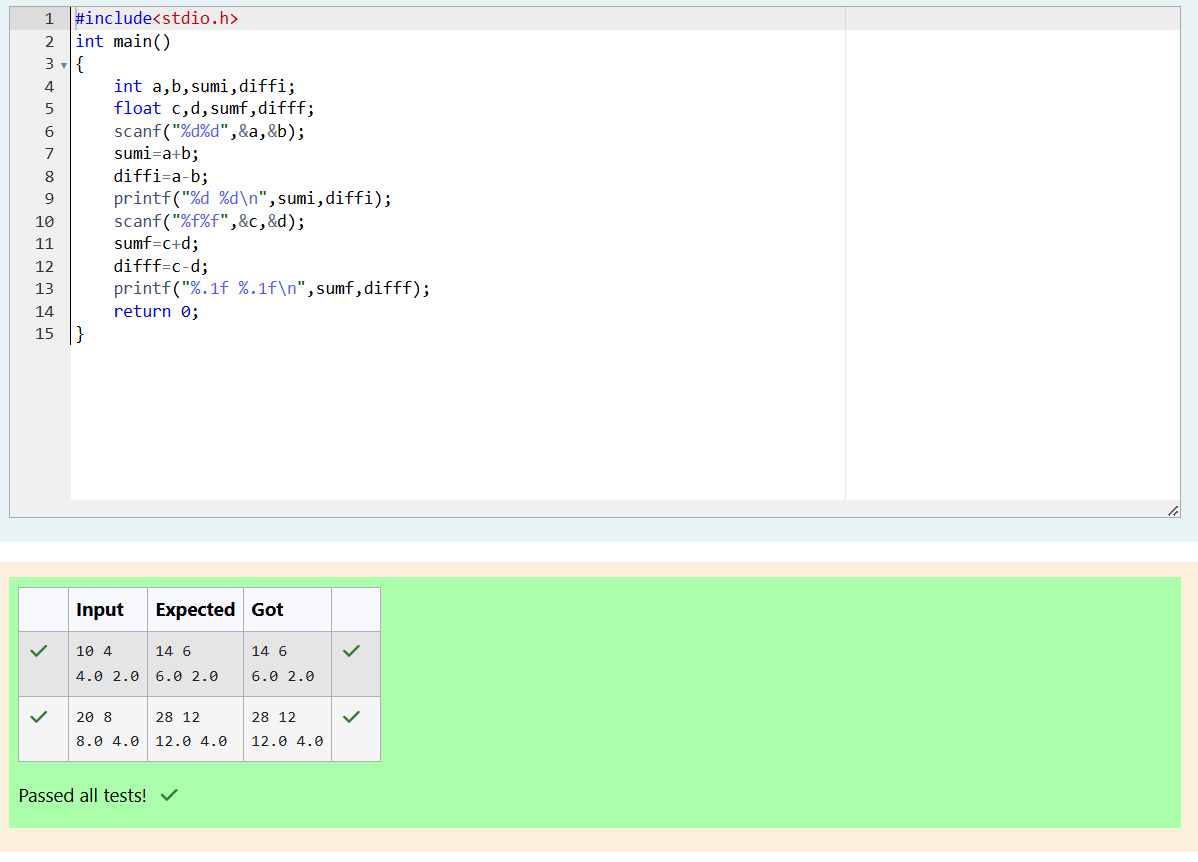 1 #include<stdio.h>
2 int main()
3 {
4     int a,b,sumi,diffi;
5     float c,d,sumf,difff;
6     scanf("%d%d",&a,&b);
7     sumi=a+b;
8     diffi=a-b;
9     printf("%d %d\n",sumi,diffi);
10     scanf("%f%f",&c,&d);
11     sumf=c+d;
12     difff=c-d;
13     printf("%.1f %.1f\n",sumf,difff);
14     return 0;
15 }
Input Expected Got
10 4 14 6 14 6
4.0 2.0 6.0 2.0 6.0 2.0
20 8 28 12 28 12
8.0 4.0 12.0 4.0 12.0 4.0
Passed all tests!